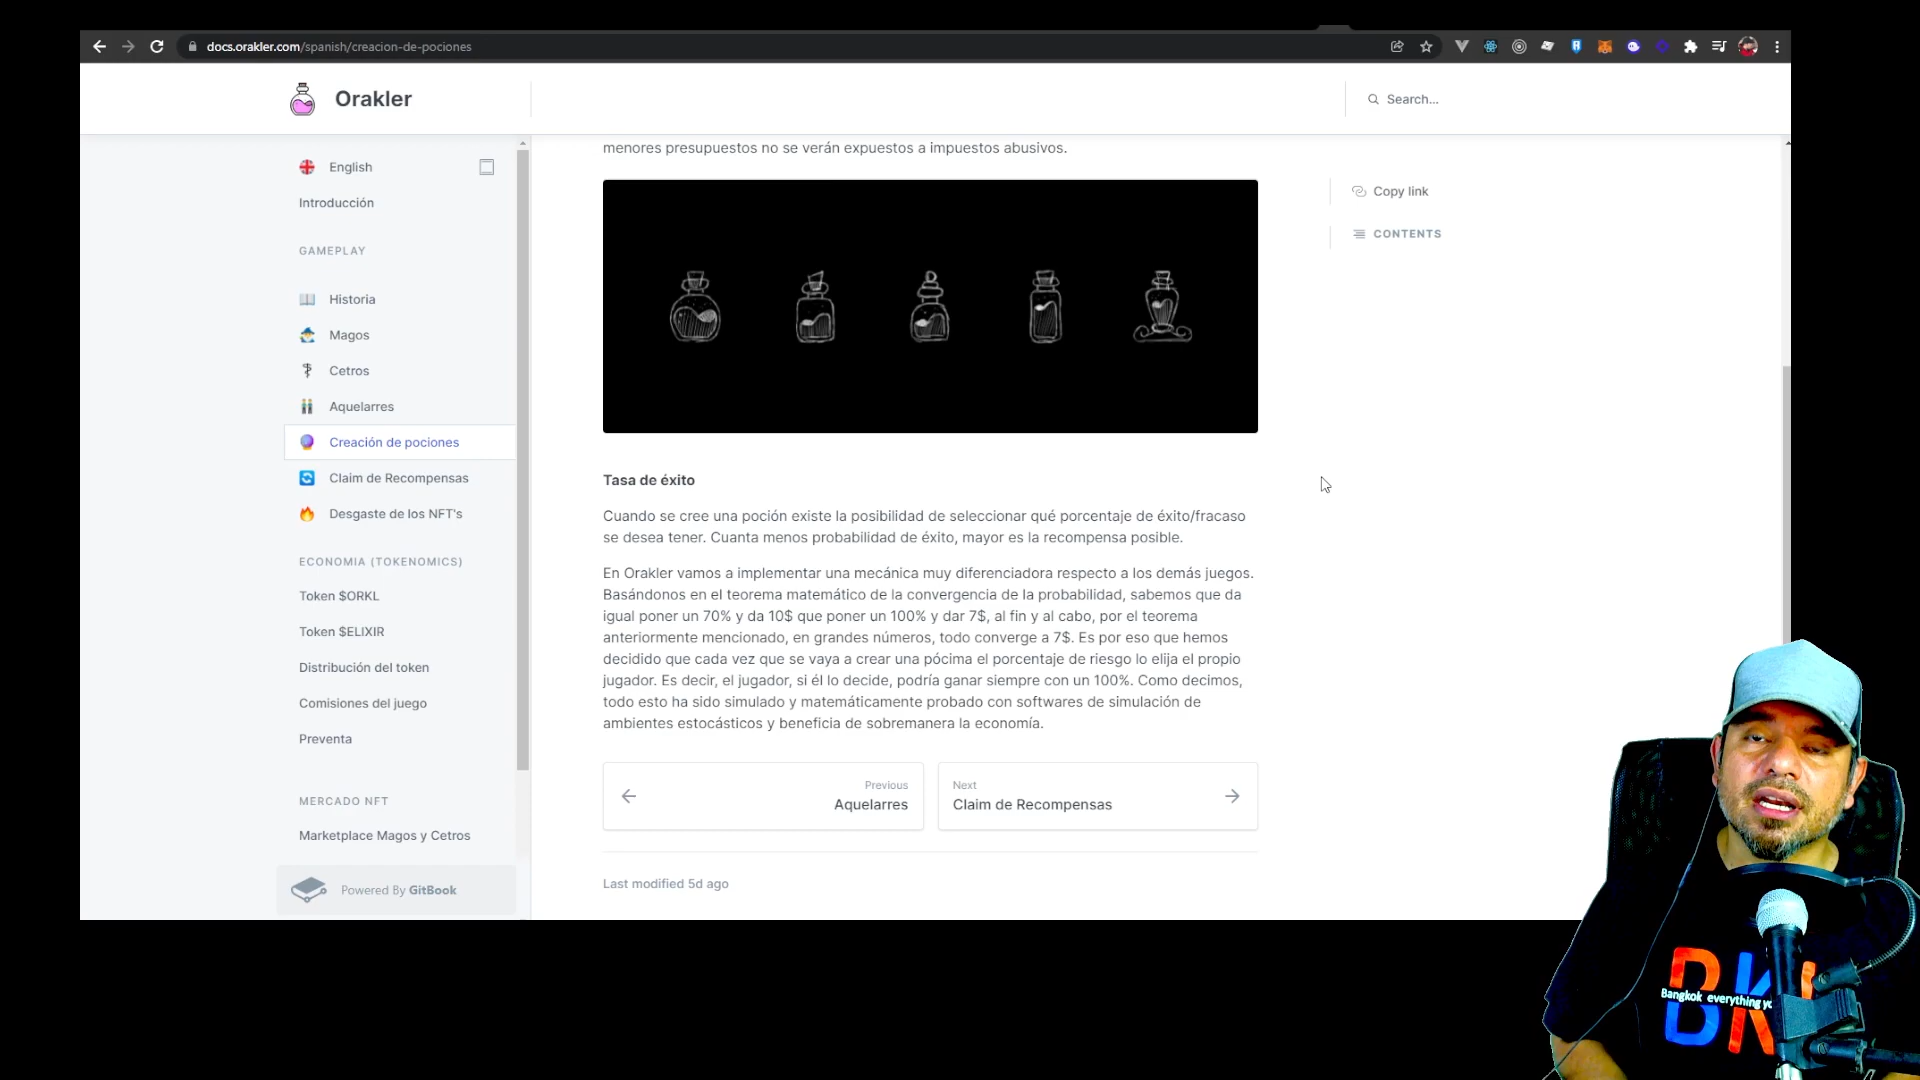 docs.orakler.com/spanish/creacion-de-pociones
Orakler
Search...
English
Introducción
GAMEPLAY
Historia
Magos
Cetros
Aquelarres
Creación de pociones
Claim de Recompensas
Desgaste de los NFT's
ECONOMIA (TOKENOMICS)
Token $ORKL
Token $ELIXIR
Distribución del token
Comisiones del juego
Preventa
MERCADO NFT
Marketplace Magos y Cetros
Powered By GitBook
menores presupuestos no se verán expuestos a impuestos abusivos.
Tasa de éxito
Cuando se cree una poción existe la posibilidad de seleccionar qué porcentaje de éxito/fracaso
se desea tener. Cuanta menos probabilidad de éxito, mayor es la recompensa posible.
En Orakler vamos a implementar una mecánica muy diferenciadora respecto a los demás juegos.
Basándonos en el teorema matemático de la convergencia de la probabilidad, sabemos que da
igual poner un 70% y da 10$ que poner un 100% y dar 7$, al fin y al cabo, por el teorema
anteriormente mencionado, en grandes números, todo converge a 7$. Es por eso que hemos
decidido que cada vez que se vaya a crear una pócima el porcentaje de riesgo lo elija el propio
jugador. Es decir, el jugador, si él lo decide, podría ganar siempre con un 100%. Como decimos,
todo esto ha sido simulado y matemáticamente probado con softwares de simulación de
ambientes estocásticos y beneficia de sobremanera la economía.
Previous
Aquelarres
Next
Claim de Recompensas
Last modified 5d ago
Copy link
CONTENTS
BK
Bangkok everything